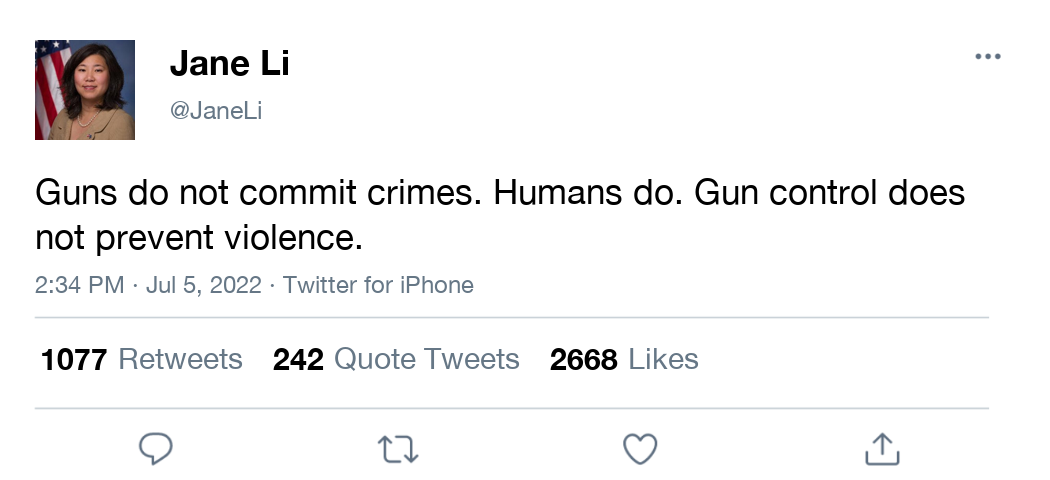 Jane Li
@JaneLi
Guns do not commit crimes. Humans do. Gun control does
not prevent violence.
2:34 PM · Jul 5, 2022 · Twitter for iPhone
1077 Retweets 242 Quote Tweets 2668 Likes